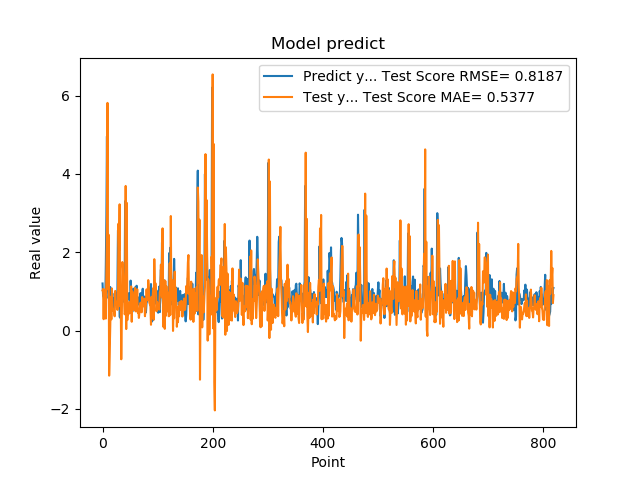 Model predict
Predict y... Test Score RMSE= 0.8187
Test y... Test Score MAE= 0.5377
Real value
6
4
2
0
−2
0 200 400 600 800
Point